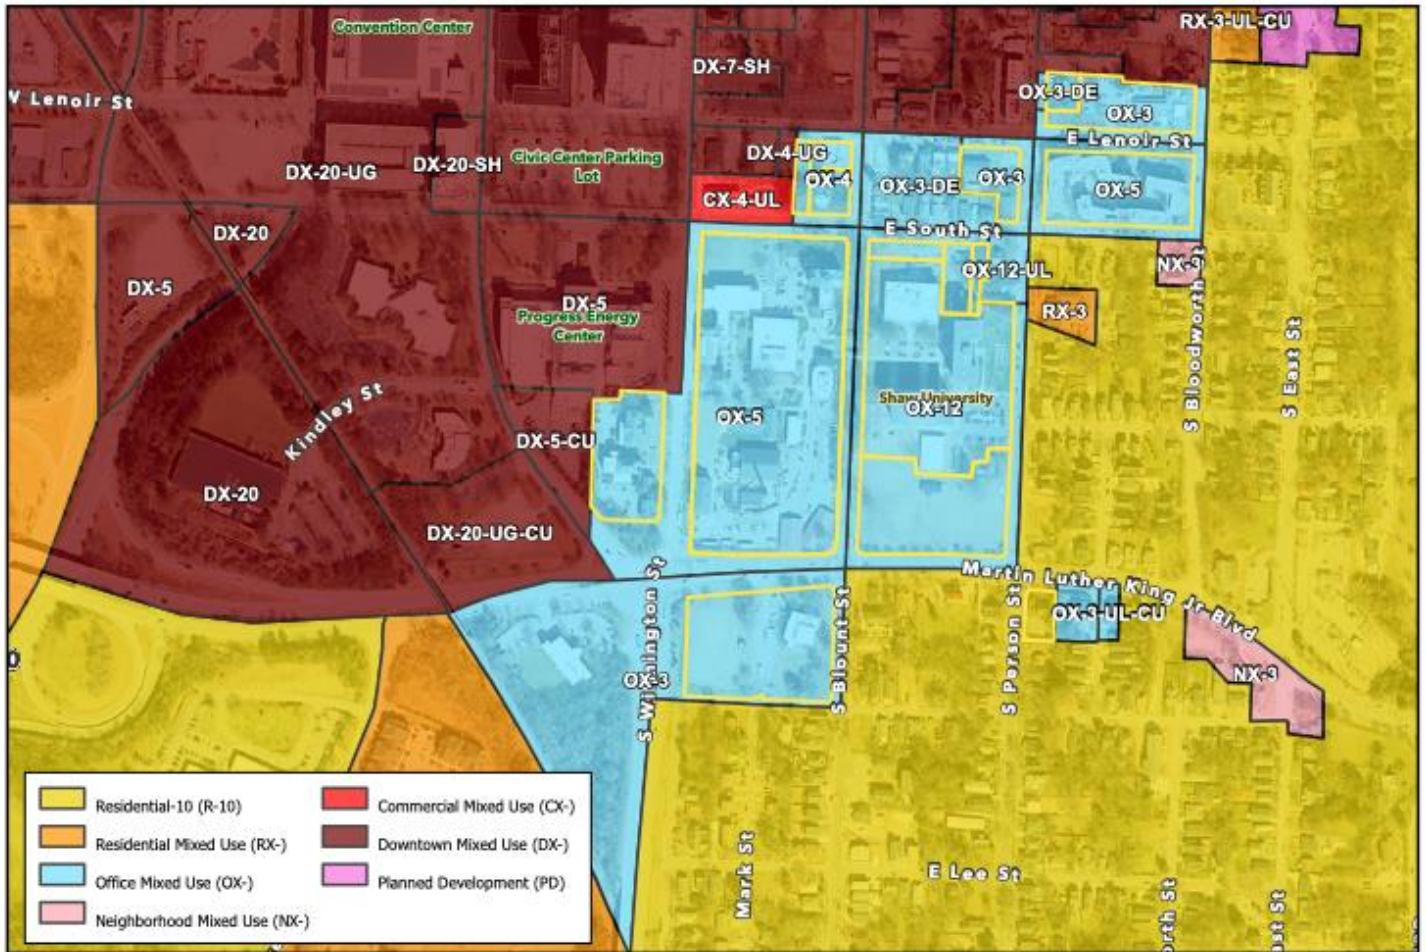 Convention Center
RX-3-UL-CU
DX-7-SH
W Lenoir St
OX-3-DE
OX-3
E Lenoir St
DX-20-UG
DX-20-SH
Civic Center Parking
Lot
DX-4-UG
OX-4
OX-3-DE
OX-3
OX-5
CX-4-UL
DX-20
E South St
DX-5
OX-12-UL
NX-3
DX-5
Progress Energy
Center
RX-3
S Bloodworth St
S East St
Kindley St
Shaw University
OX-12
OX-5
DX-5-CU
DX-20
DX-20-UG-CU
Martin Luther King Jr Blvd
OX-3-UL-CU
S Wilmington St
S Blount St
S Person St
OX-3
NX-3
Residential-10 (R-10)
Commercial Mixed Use (CX-)
Residential Mixed Use (RX-)
Downtown Mixed Use (DX-)
Office Mixed Use (OX-)
Planned Development (PD)
Neighborhood Mixed Use (NX-)
Mark St
E Lee St
orth St
st St